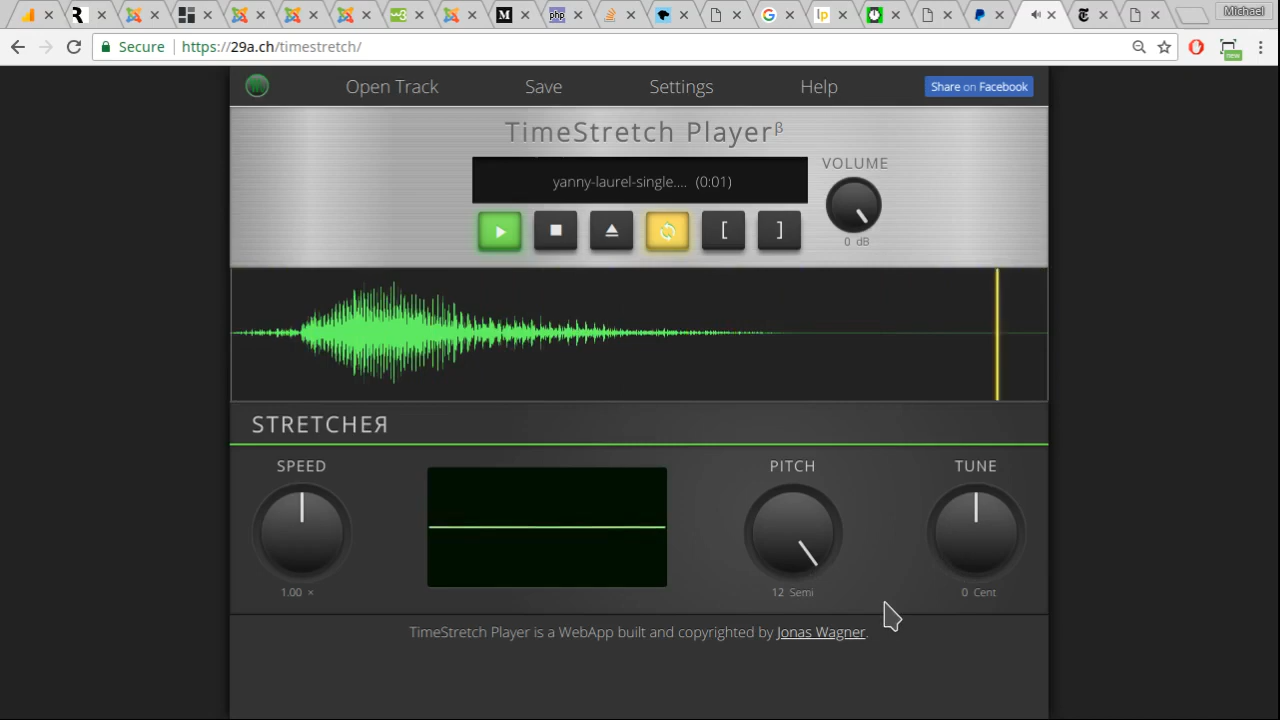 Michael
Secure https://29a.ch/timestretch/
new
Open Track Save Settings Help Share on Facebook
TimeStretch Playerβ
VOLUME
yanny-laurel-single.... (0:01)
[ ]
0 dB
STRETCHEЯ
SPEED PITCH TUNE
1.00 × 12 Semi 0 Cent
TimeStretch Player is a WebApp built and copyrighted by Jonas Wagner.